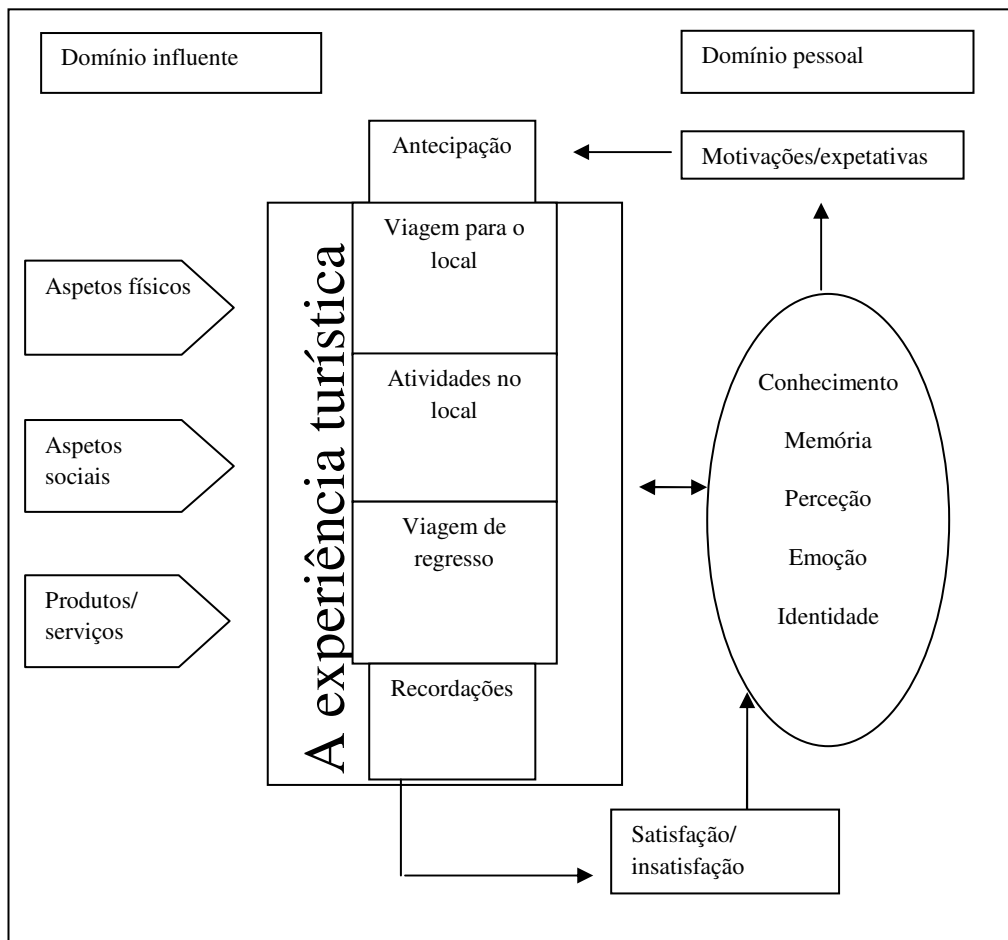 Domínio influente
Domínio pessoal
Antecipação
Motivações/expetativas
Viagem para o
local
Aspetos físicos
A experiência turística
Atividades no
local
Aspetos
sociais
Viagem de
regresso
Produtos/
serviços
Recordações
Conhecimento
Memória
Perceção
Emoção
Identidade
Satisfação/
insatisfação